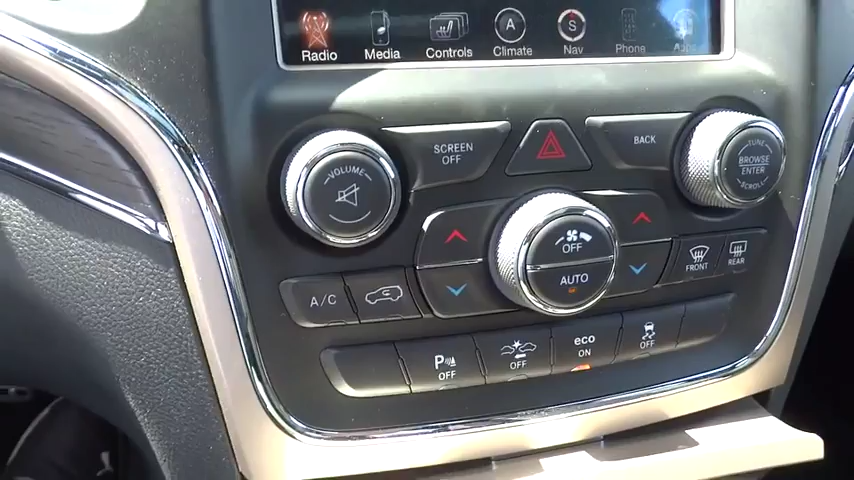 Radio Media Controls Climate Nav Phone Apps
A S
VOLUME
SCREEN OFF
BACK
TUNE
BROWSE
ENTER
SCROLL
OFF
AUTO
FRONT REAR
A/C
P OFF
OFF
eco ON
OFF